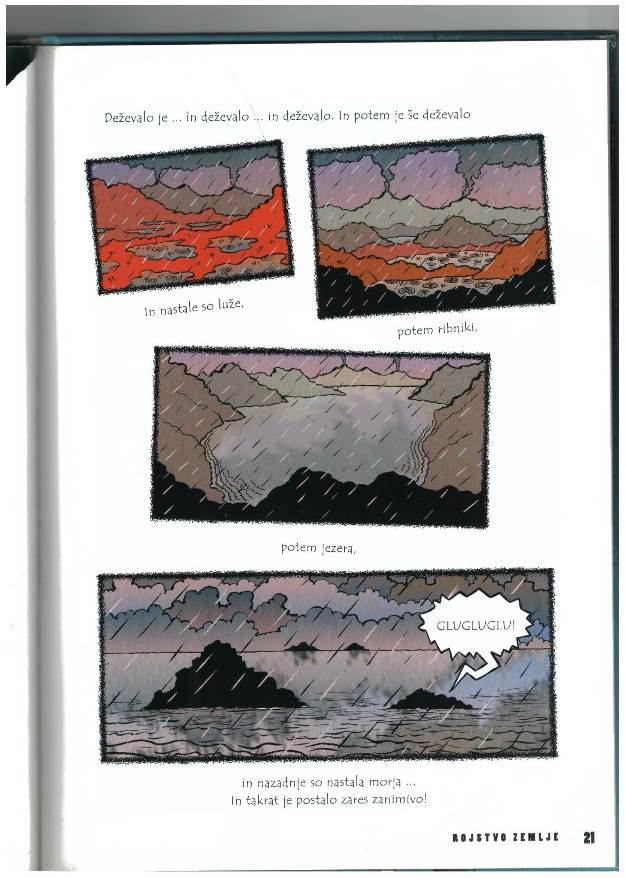 Deževalo je ... in deževalo ... in deževalo. In potem je še deževalo
In nastale so luže,
potem ribniki,
potem jezera,
GLUGLUGLU!
in nazadnje so nastala morja ...
In takrat je postalo zares zanimivo!
ROJSTVO ZEMLJE 21